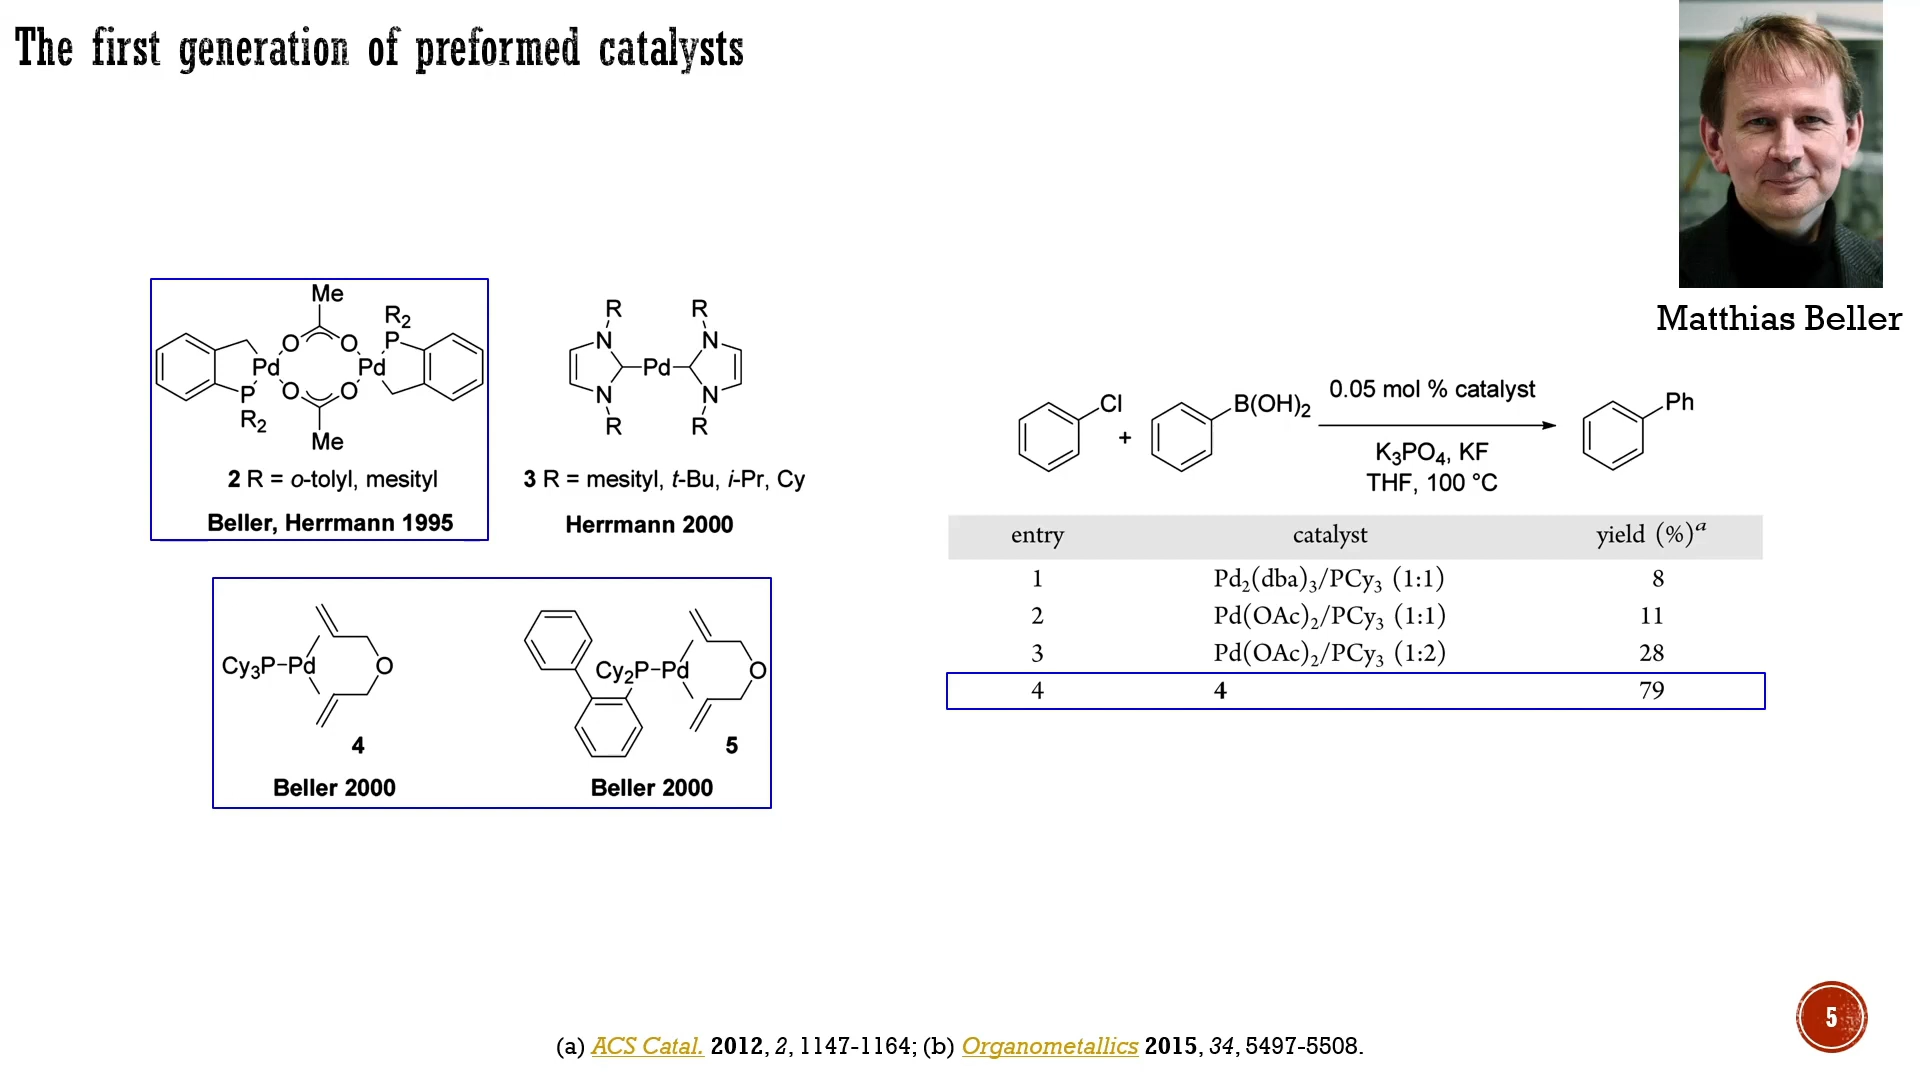 The first generation of preformed catalysts
Matthias Beller
Me
R2
O
O
P
Pd
Pd
P
O
O
R2
Me
2 R = o-tolyl, mesityl
Beller, Herrmann 1995
R
R
N
N
Pd
N
N
R
R
3 R = mesityl, t-Bu, i-Pr, Cy
Herrmann 2000
Cy3P-Pd
O
4
Beller 2000
Cy2P-Pd
O
5
Beller 2000
Cl
+
B(OH)2
0.05 mol % catalyst
K3PO4, KF
THF, 100 °C
Ph
entry catalyst yield (%)a
1 Pd2(dba)3/PCy3 (1:1) 8
2 Pd(OAc)2/PCy3 (1:1) 11
3 Pd(OAc)2/PCy3 (1:2) 28
4 4 79
(a) ACS Catal. 2012, 2, 1147-1164; (b) Organometallics 2015, 34, 5497-5508.
5